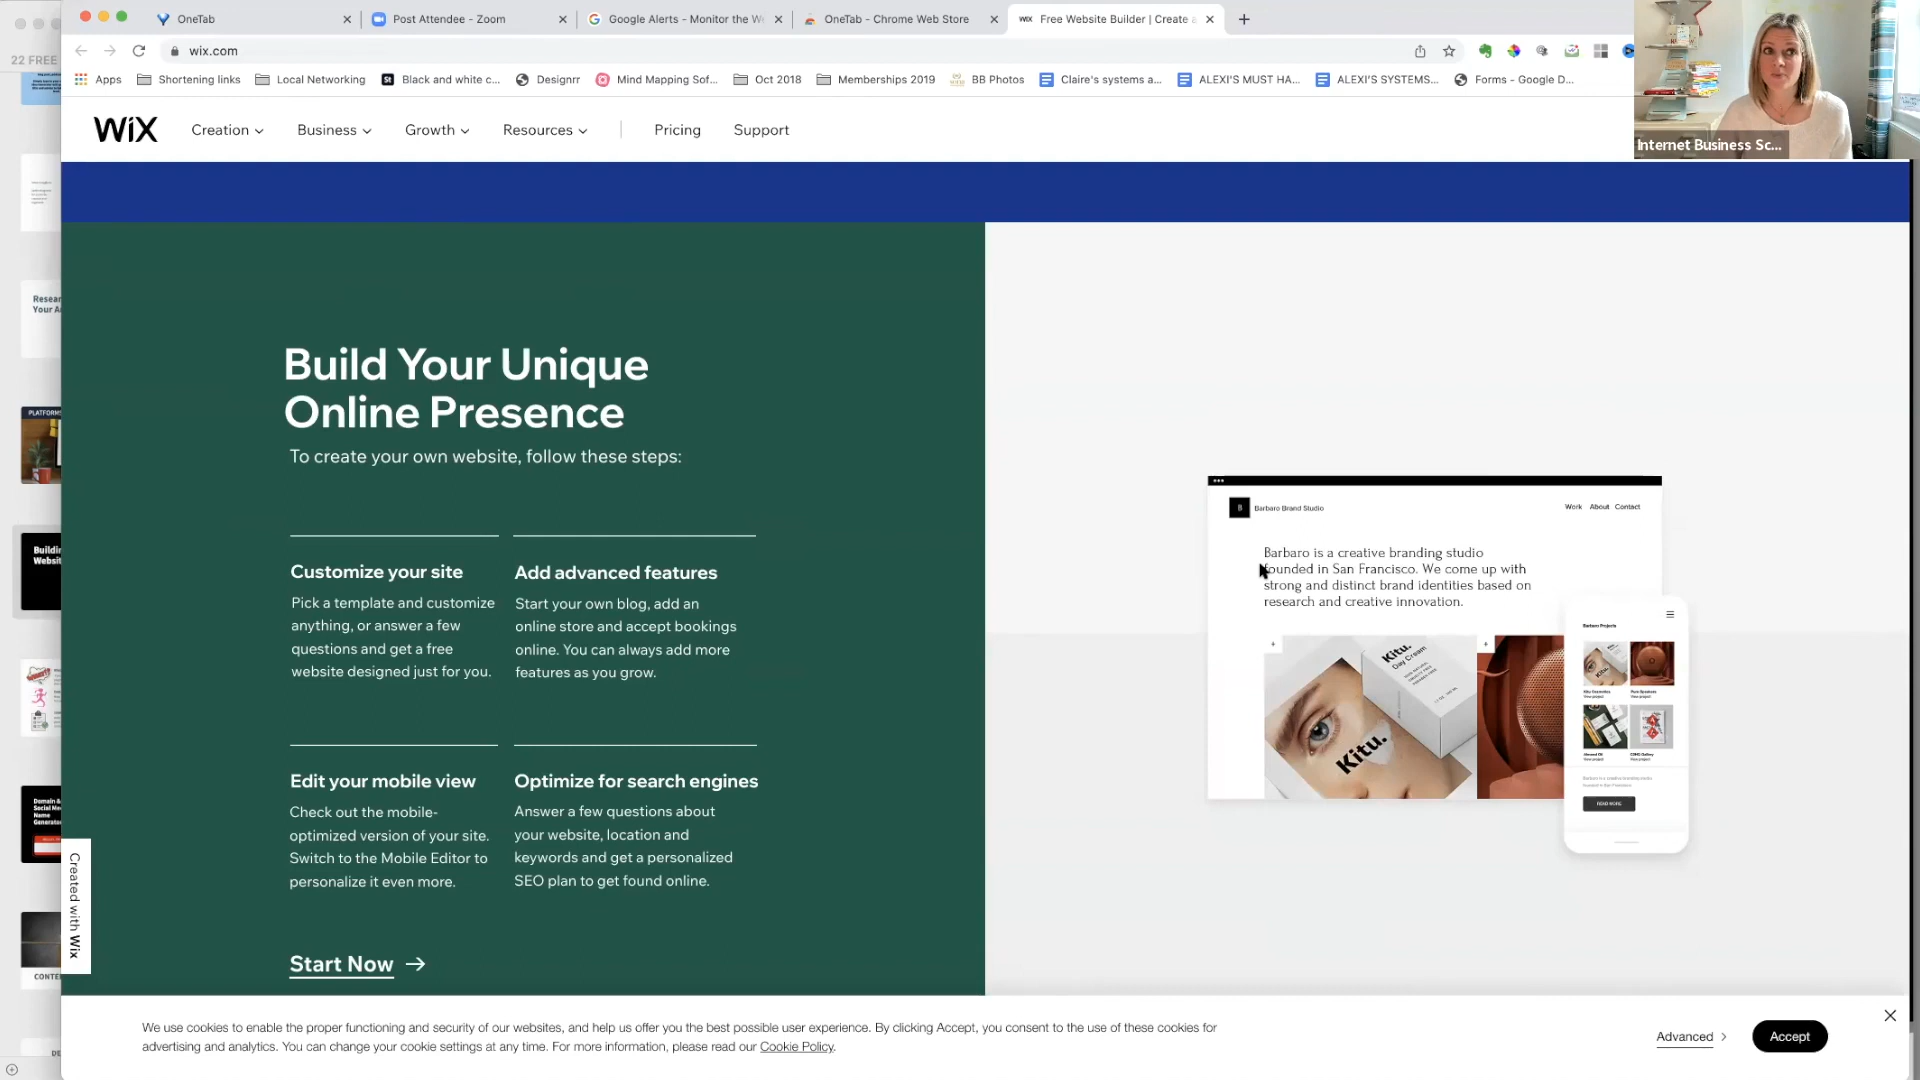 22 FREE
OneTab
Post Attendee - Zoom
Google Alerts - Monitor the We
OneTab - Chrome Web Store
WIX Free Website Builder | Create a
wix.com
Apps
Shortening links
Local Networking
St Black and white c...
Designrr
Mind Mapping Sof...
Oct 2018
Memberships 2019
BB Photos
Claire's systems a...
ALEXI'S MUST HA...
ALEXI'S SYSTEMS...
Forms - Google D...
Internet Business Sc...
WiX
Creation
Business
Growth
Resources
Pricing
Support
Build Your Unique
Online Presence
To create your own website, follow these steps:
Customize your site
Pick a template and customize
anything, or answer a few
questions and get a free
website designed just for you.
Add advanced features
Start your own blog, add an
online store and accept bookings
online. You can always add more
features as you grow.
Edit your mobile view
Check out the mobile-
optimized version of your site.
Switch to the Mobile Editor to
personalize it even more.
Optimize for search engines
Answer a few questions about
your website, location and
keywords and get a personalized
SEO plan to get found online.
Start Now
Created with Wix
B Barbaro Brand Studio
Work About Contact
Barbaro is a creative branding studio
founded in San Francisco. We come up with
strong and distinct brand identities based on
research and creative innovation.
Kitu.
Day Cream
Kitu.
Barbaro Projects
READ MORE
We use cookies to enable the proper functioning and security of our websites, and help us offer you the best possible user experience. By clicking Accept, you consent to the use of these cookies for
advertising and analytics. You can change your cookie settings at any time. For more information, please read our Cookie Policy.
Advanced
Accept